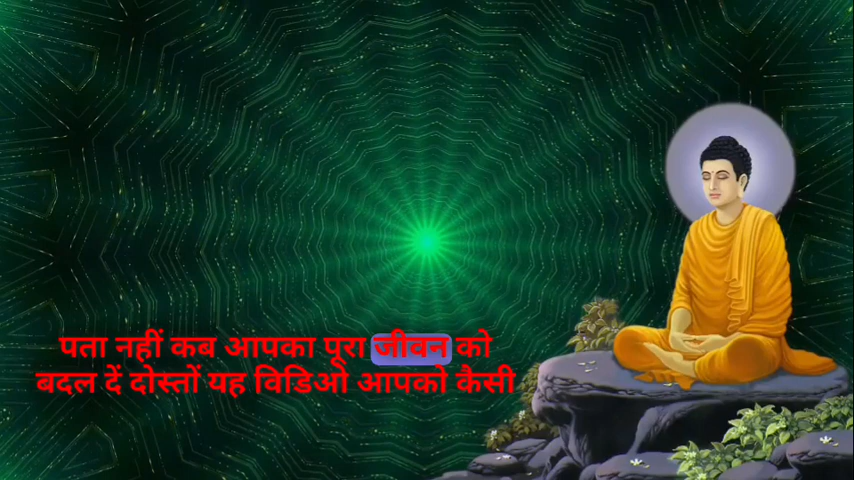 पता नहीं कब आपका पूरा जीवन को
बदल दें दोस्तों यह विडिओ आपको कैसी